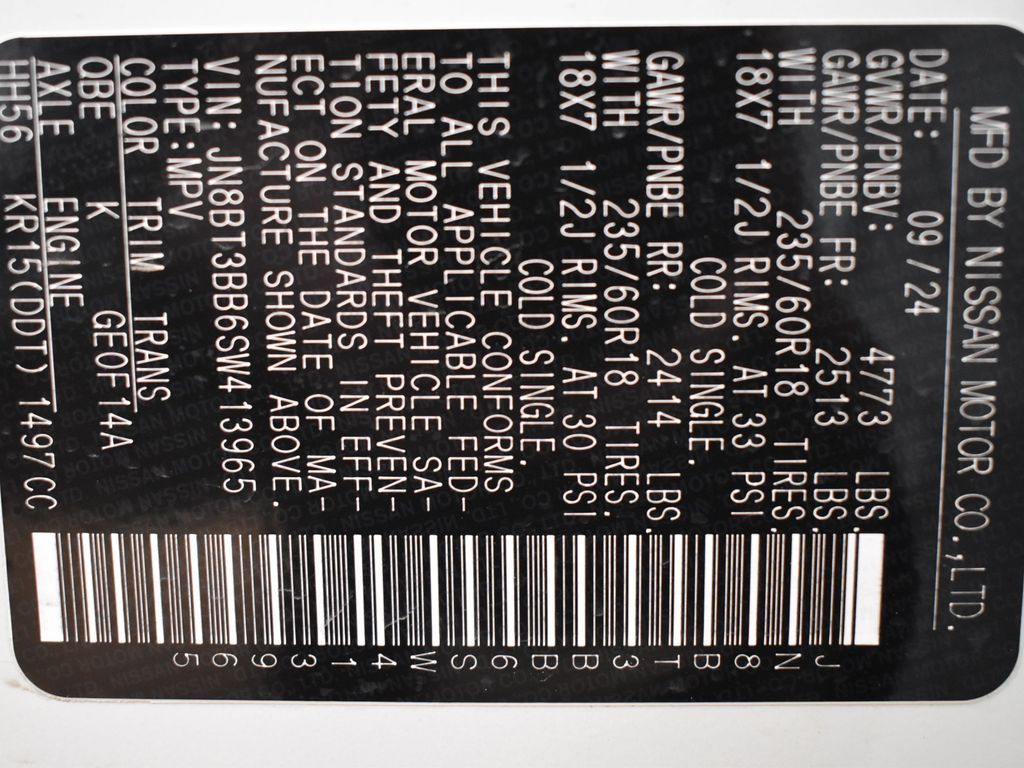 MFD BY NISSAN MOTOR CO.,LTD.
DATE: 09/24
GVWR/PNBV: 4773 LBS.
GAWR/PNBE FR: 2513 LBS.
WITH 235/60R18 TIRES.
18X7 1/2J RIMS. AT 33 PSI
COLD SINGLE.
GAWR/PNBE RR: 2414 LBS.
WITH 235/60R18 TIRES.
18X7 1/2J RIMS. AT 30 PSI
COLD SINGLE.
THIS VEHICLE CONFORMS
TO ALL APPLICABLE FED-
ERAL MOTOR VEHICLE SA-
FETY AND THEFT PREVEN-
TION STANDARDS IN EFF-
ECT ON THE DATE OF MA-
NUFACTURE SHOWN ABOVE.
VIN: JN8BT3BB6SW413965
TYPE:MPV
COLOR TRIM TRANS
QBE K GE0F14A
AXLE ENGINE
HH56 KR15(DDT) 1497CC
JN8BT3BB6SW413965